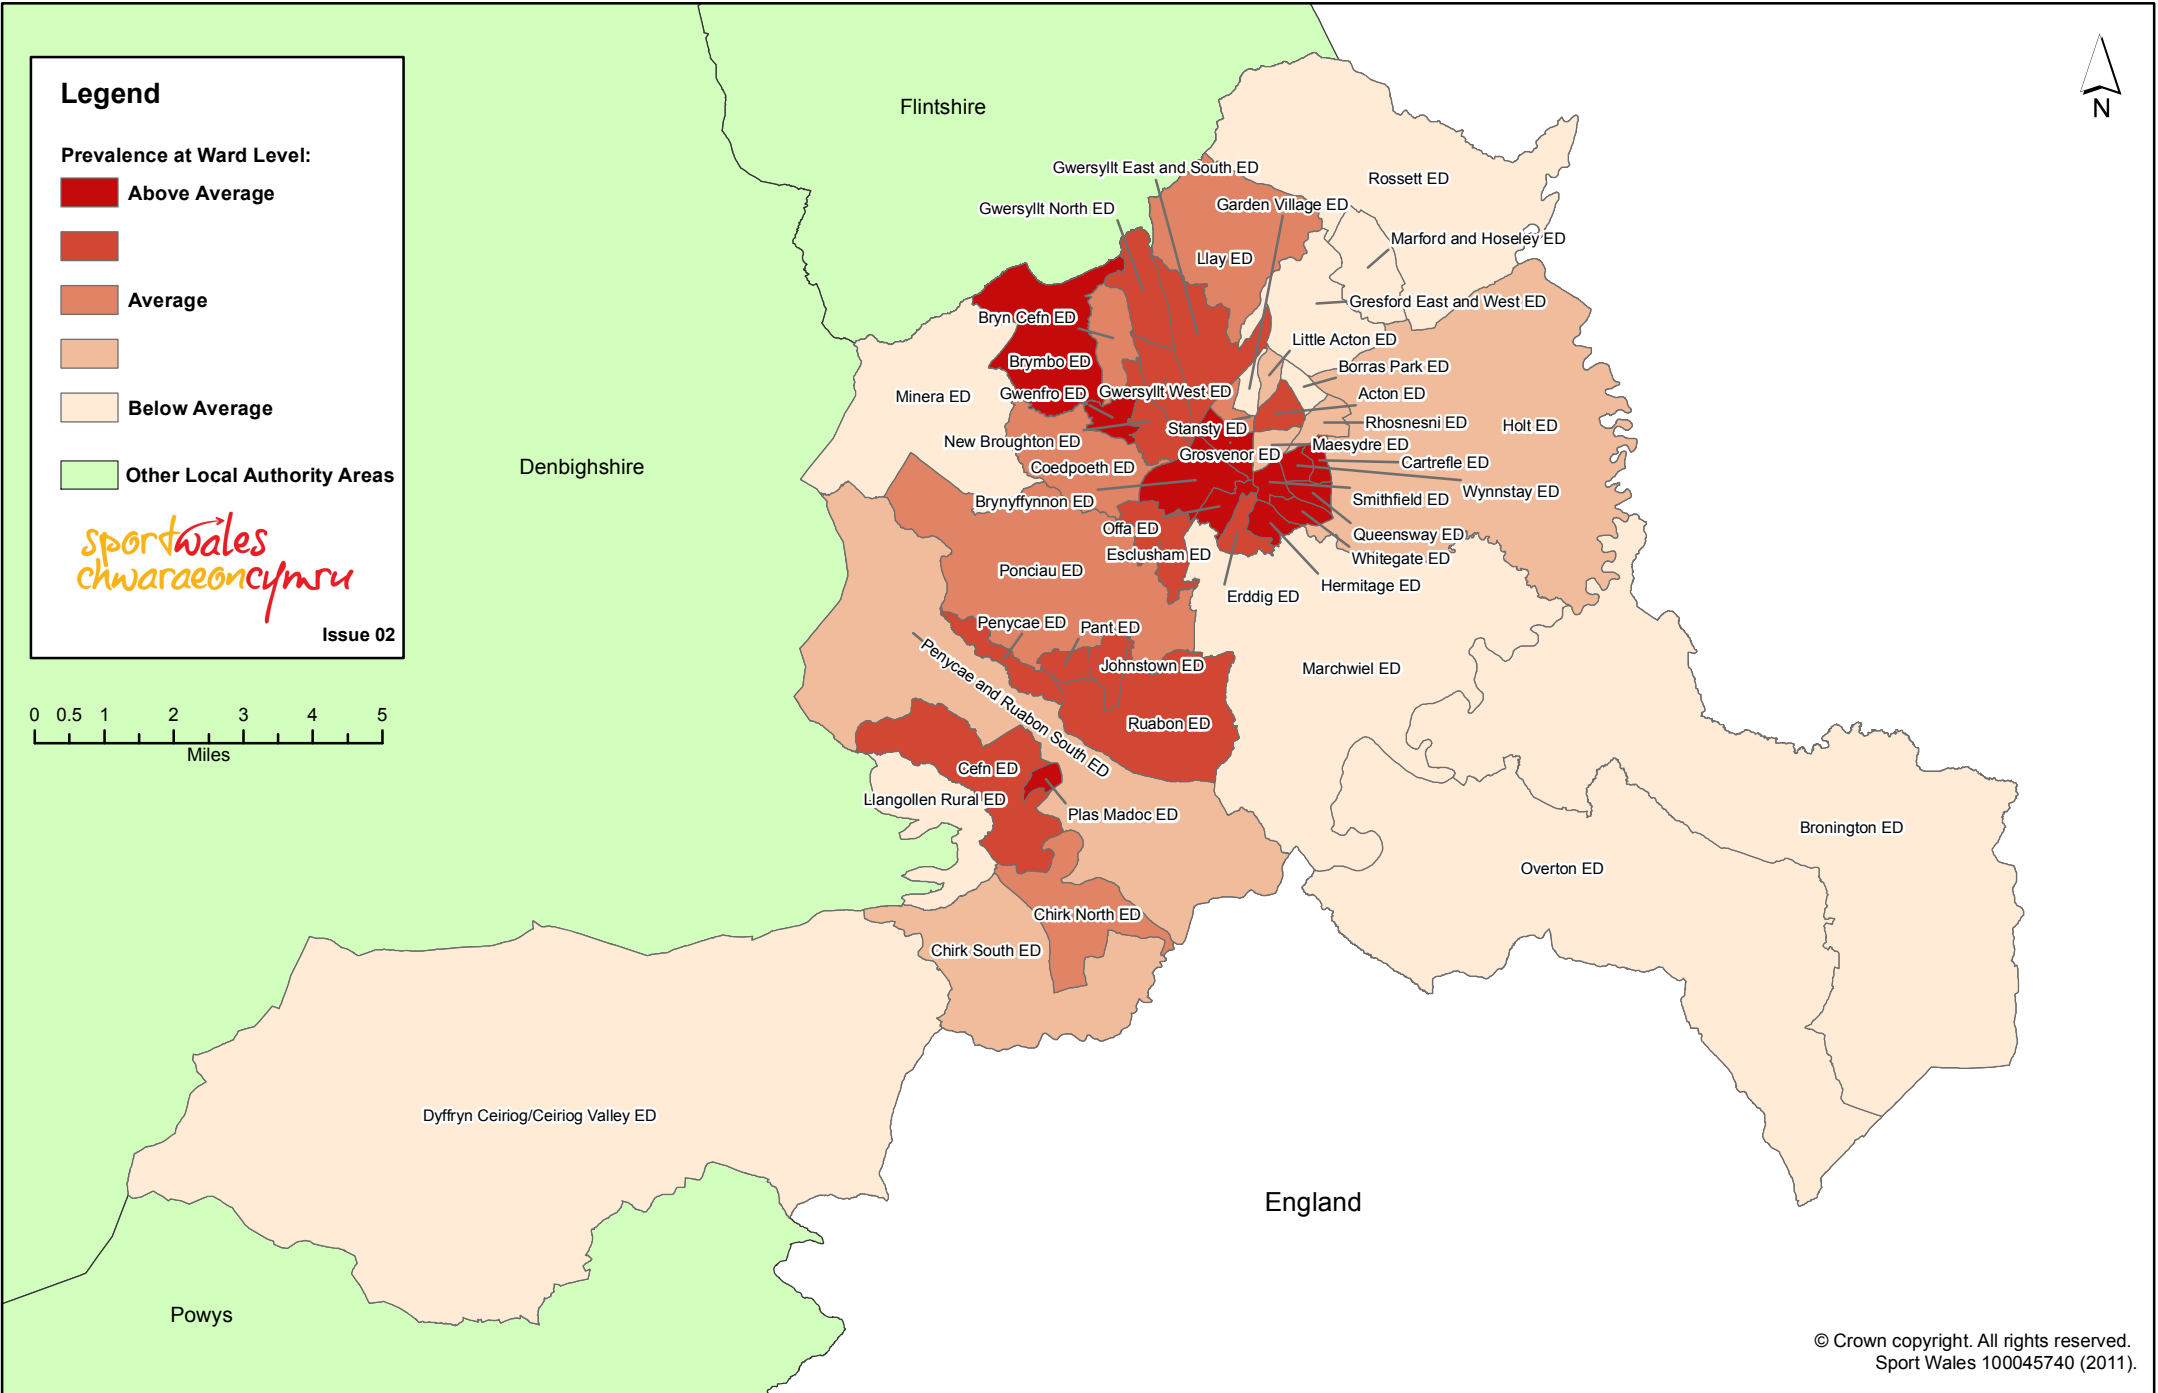 Legend
Prevalence at Ward Level:
Above Average
Average
Below Average
Other Local Authority Areas
sportwales
chwaraeoncymru
Issue 02
0 0.5 1 2 3 4 5
Miles
N
Flintshire
Denbighshire
Powys
England
Gwersyllt East and South ED
Gwersyllt North ED
Garden Village ED
Rossett ED
Marford and Hoseley ED
Llay ED
Gresford East and West ED
Bryn Cefn ED
Little Acton ED
Brymbo ED
Borras Park ED
Minera ED
Gwenfro ED
Gwersyllt West ED
Acton ED
Rhosnesni ED
Holt ED
New Broughton ED
Stansty ED
Maesydre ED
Grosvenor ED
Coedpoeth ED
Cartrefle ED
Wynnstay ED
Brynyffynnon ED
Smithfield ED
Offa ED
Queensway ED
Esclusham ED
Whitegate ED
Ponciau ED
Hermitage ED
Erddig ED
Penycae ED
Pant ED
Johnstown ED
Marchwiel ED
Penycae and Ruabon South ED
Ruabon ED
Cefn ED
Llangollen Rural ED
Plas Madoc ED
Bronington ED
Overton ED
Chirk North ED
Chirk South ED
Dyffryn Ceiriog/Ceiriog Valley ED
© Crown copyright. All rights reserved.
Sport Wales 100045740 (2011).